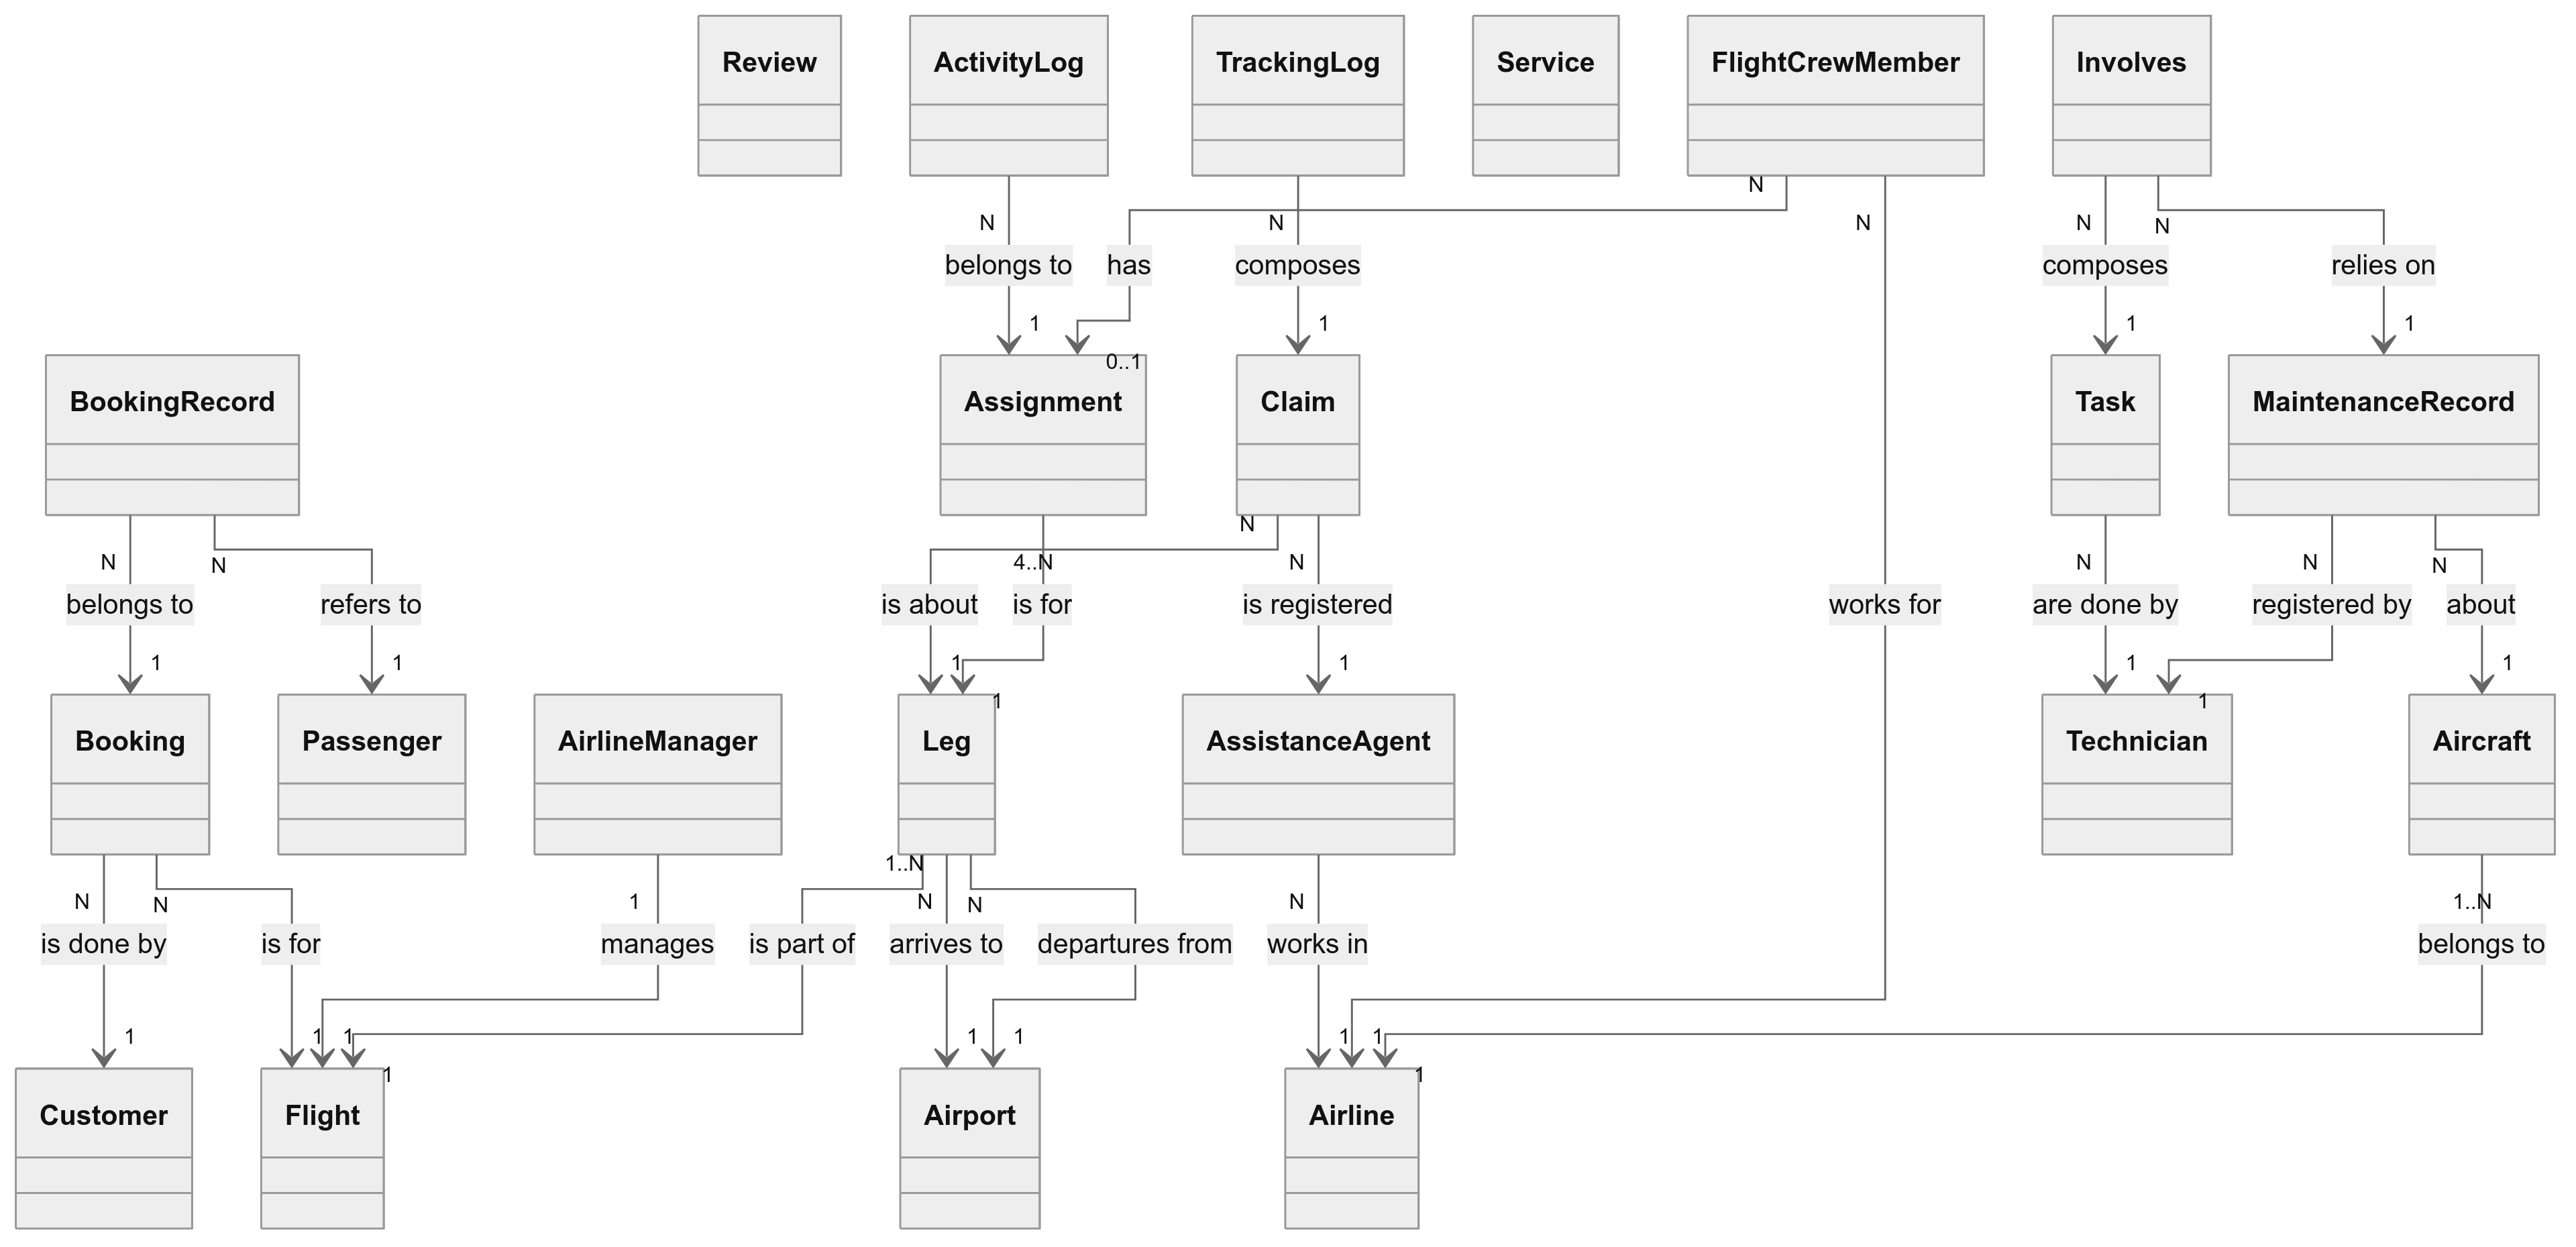 Review
ActivityLog
TrackingLog
Service
FlightCrewMember
Involves
N
N
N
N
N
N
belongs to
has
composes
works for
composes
relies on
1
0..1
1
1
1
BookingRecord
Assignment
Claim
Task
MaintenanceRecord
N
N
4..N
N
N
N
N
N
belongs to
refers to
is about
is for
is registered
are done by
registered by
about
1
1
1
1
1
1
1
1
Booking
Passenger
AirlineManager
Leg
AssistanceAgent
Technician
Aircraft
N
N
1
1..N
N
N
N
1..N
is done by
is for
manages
is part of
arrives to
departures from
works in
belongs to
1
1
1
1
1
1
1
1
1
Customer
Flight
Airport
Airline